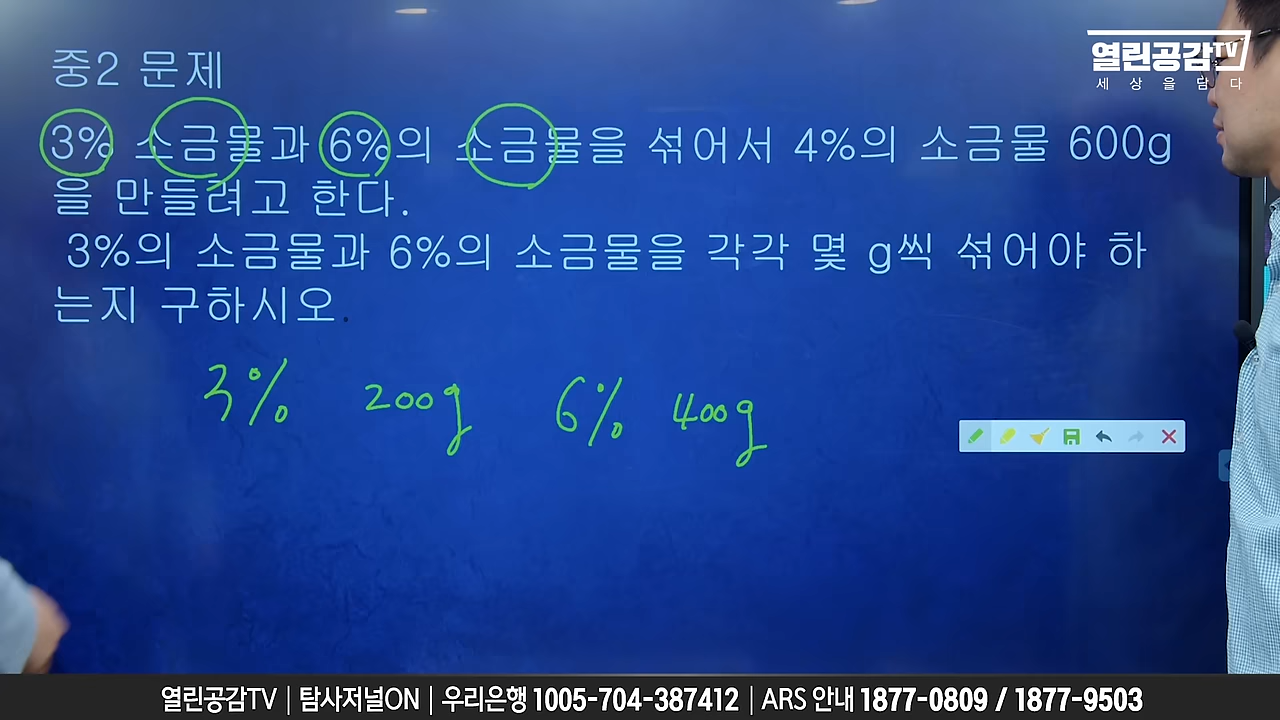 열린공감TV
세상을 담다
중2 문제
3% 소금물과 6%의 소금물을 섞어서 4%의 소금물 600g
을 만들려고 한다.
3%의 소금물과 6%의 소금물을 각각 몇 g씩 섞어야 하
는지 구하시오.
3% 200g 6% 400g
열린공감TV | 탐사저널ON | 우리은행 1005-704-387412 | ARS 안내 1877-0809 / 1877-9503